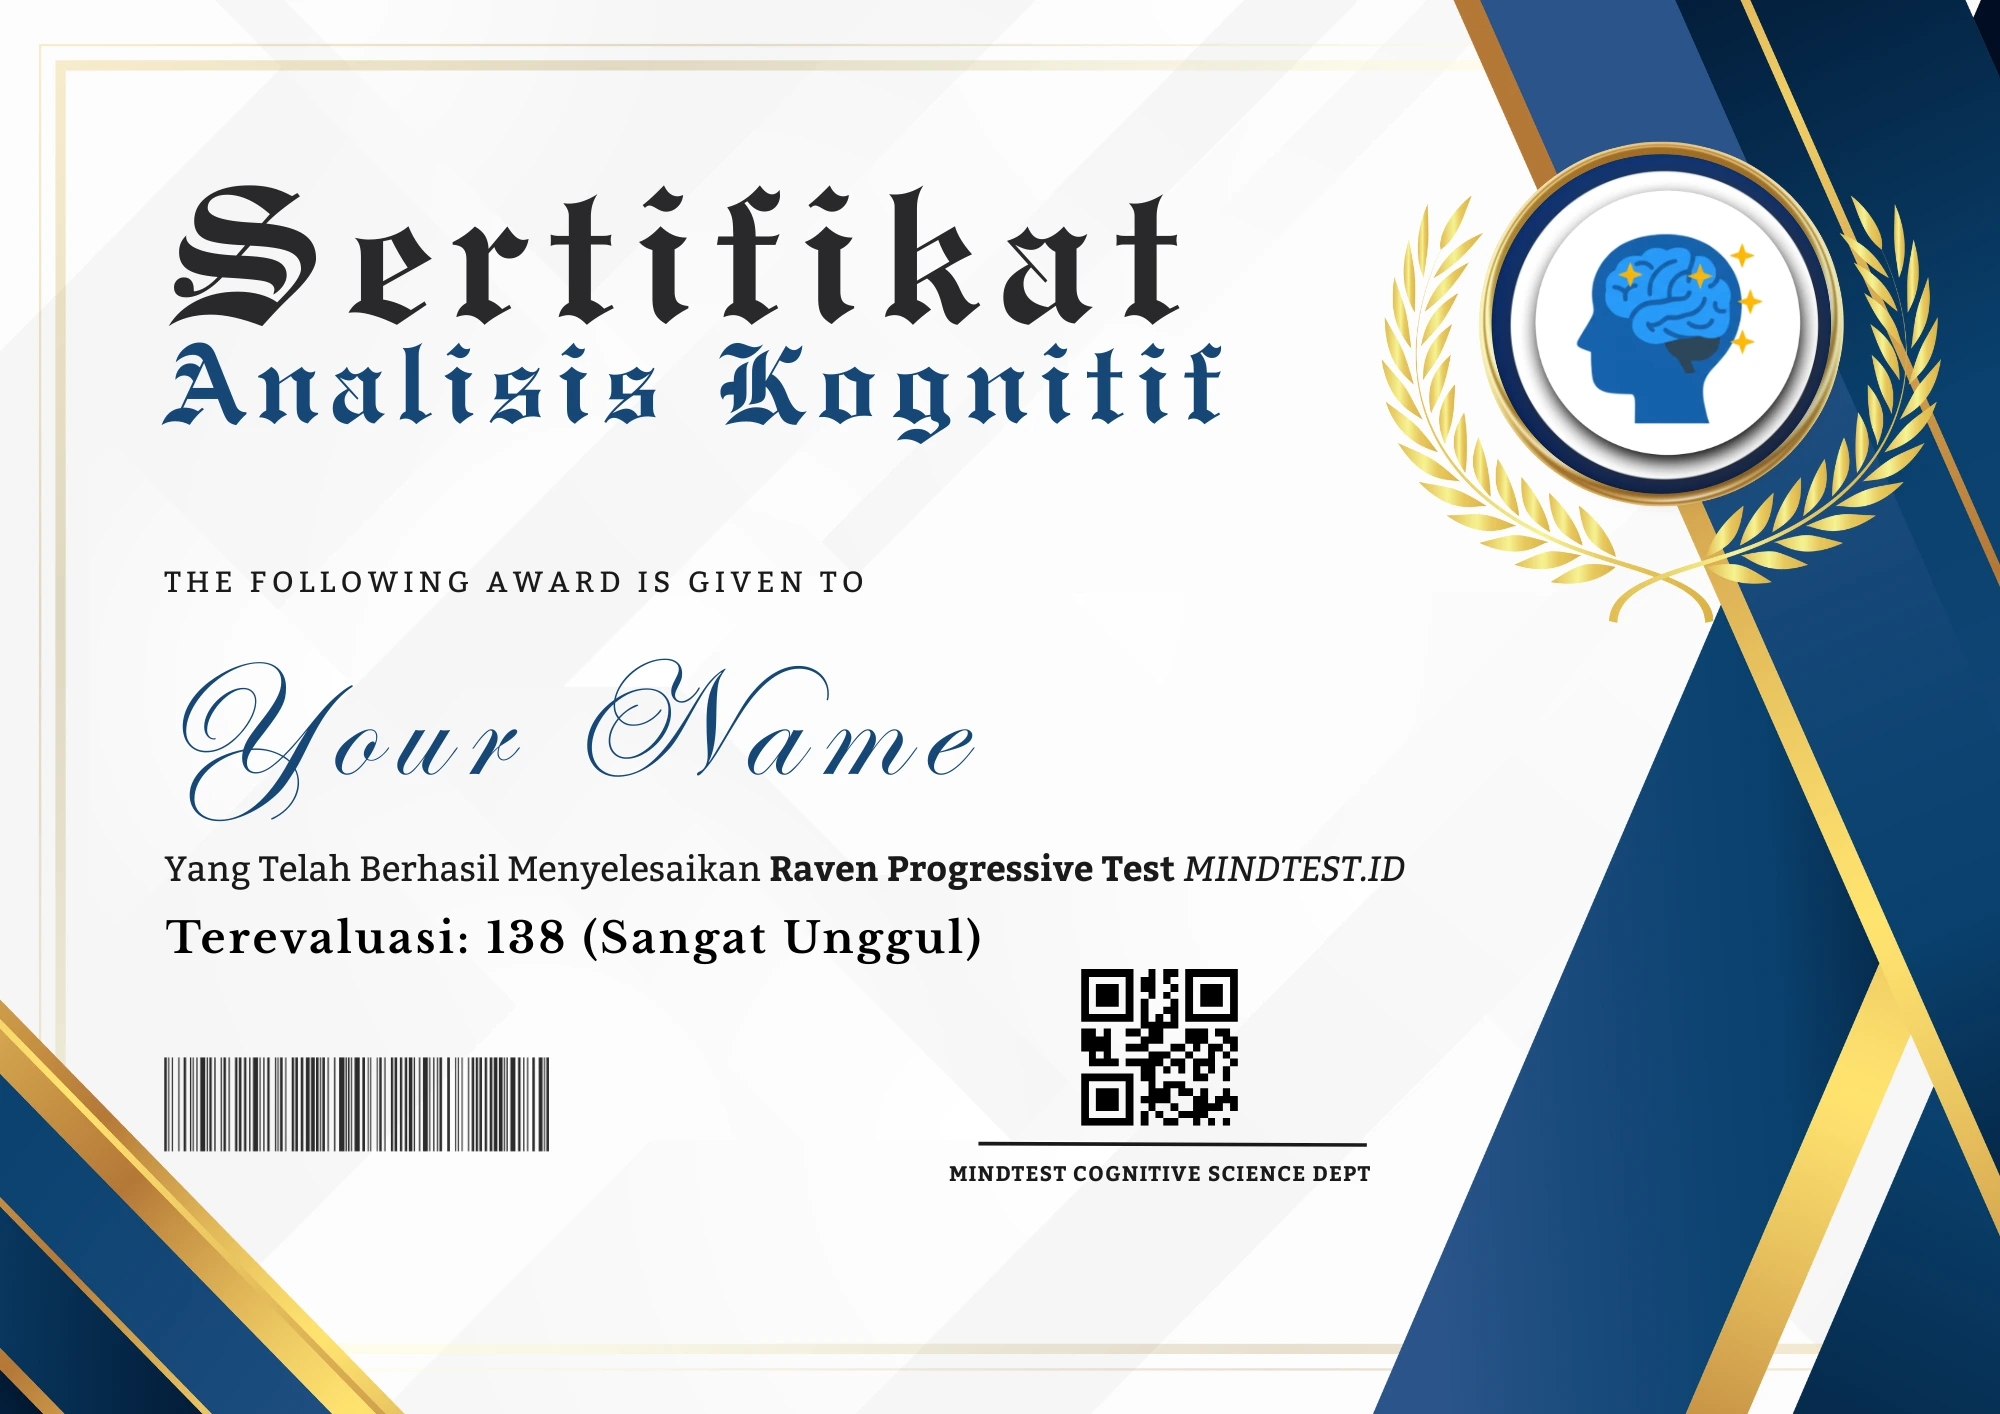 Sertifikat
Analisis Kognitif
THE FOLLOWING AWARD IS GIVEN TO
Your Name
Yang Telah Berhasil Menyelesaikan Raven Progressive Test MINDTEST.ID
Terevaluasi: 138 (Sangat Unggul)
MINDTEST COGNITIVE SCIENCE DEPT